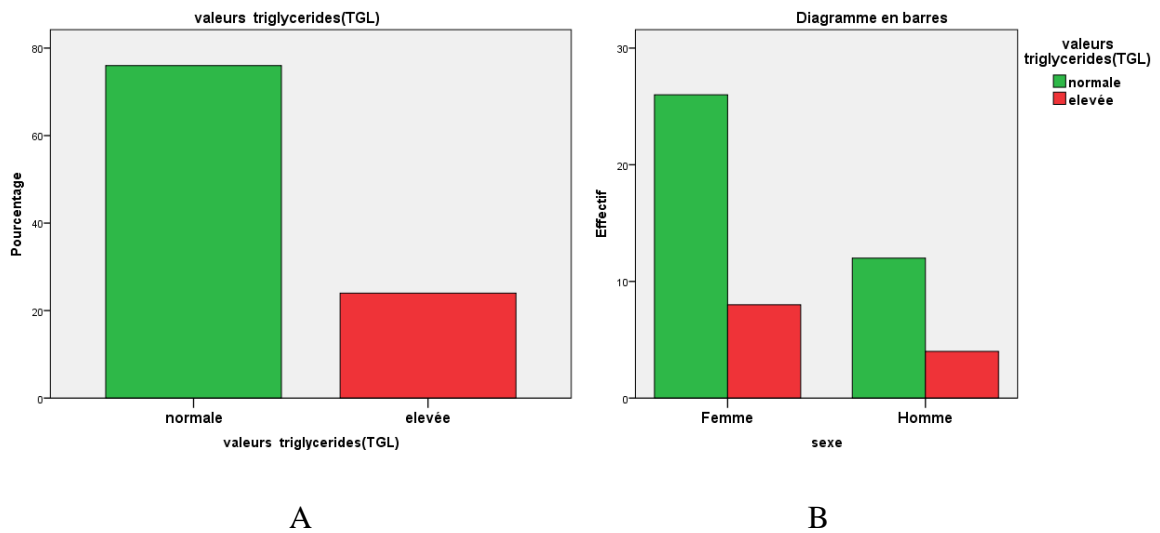 valeurs triglycerides(TGL)
80
60
40
20
0
Pourcentage
normale
elevée
valeurs triglycerides(TGL)
A
Diagramme en barres
30
20
10
0
Effectif
Femme
Homme
sexe
valeurs
triglycerides(TGL)
normale
elevée
B